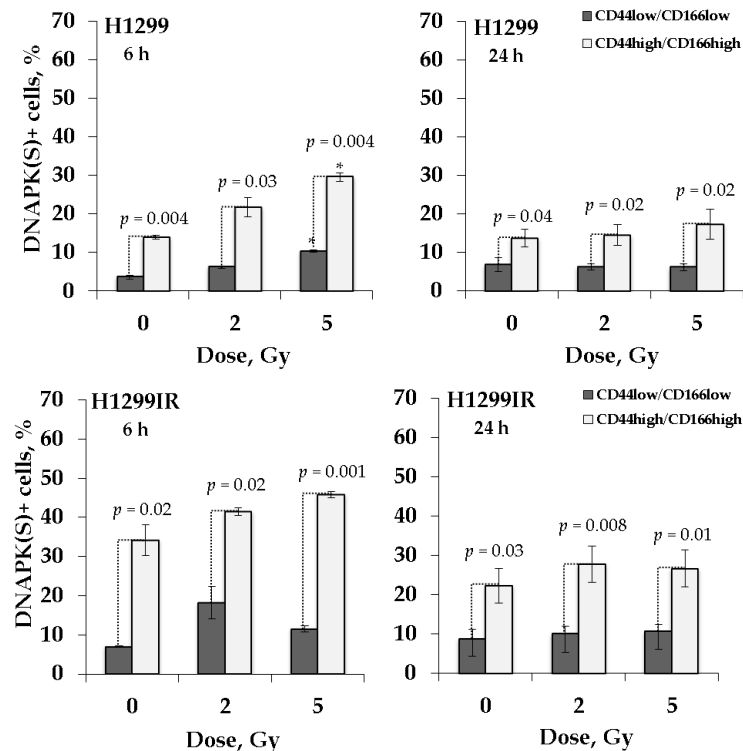 H1299
6 h
DNAPK(S)+ cells, %
70
60
50
40
30
20
10
0
p = 0.004
p = 0.03
p = 0.004
*
*
0 2 5
Dose, Gy
H1299
24 h
CD44low/CD166low
CD44high/CD166high
70
60
50
40
30
20
10
0
p = 0.04
p = 0.02
p = 0.02
0 2 5
Dose, Gy
H1299IR
6 h
DNAPK(S)+ cells, %
70
60
50
40
30
20
10
0
p = 0.02
p = 0.02
p = 0.001
0 2 5
Dose, Gy
H1299IR
24 h
CD44low/CD166low
CD44high/CD166high
70
60
50
40
30
20
10
0
p = 0.03
p = 0.008
p = 0.01
0 2 5
Dose, Gy